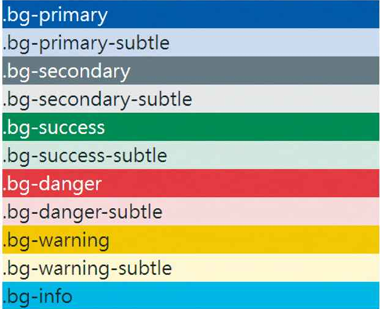 .bg-primary
.bg-primary-subtle
.bg-secondary
.bg-secondary-subtle
.bg-success
.bg-success-subtle
.bg-danger
.bg-danger-subtle
.bg-warning
.bg-warning-subtle
.bg-info